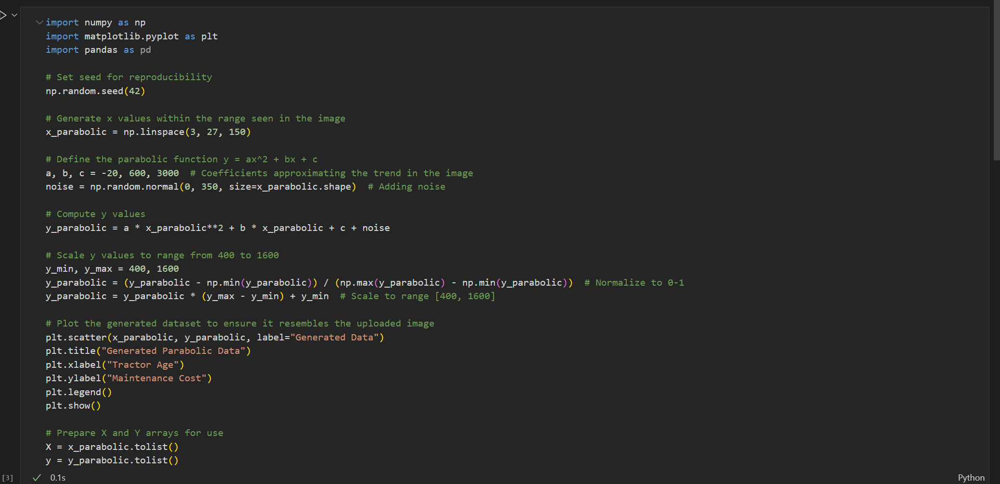 import numpy as np
import matplotlib.pyplot as plt
import pandas as pd
# Set seed for reproducibility
np.random.seed(42)
# Generate x values within the range seen in the image
x_parabolic = np.linspace(3, 27, 150)
# Define the parabolic function y = ax^2 + bx + c
a, b, c = -20, 600, 3000  # Coefficients approximating the trend in the image
noise = np.random.normal(0, 350, size=x_parabolic.shape)  # Adding noise
# Compute y values
y_parabolic = a * x_parabolic**2 + b * x_parabolic + c + noise
# Scale y values to range from 400 to 1600
y_min, y_max = 400, 1600
y_parabolic = (y_parabolic - np.min(y_parabolic)) / (np.max(y_parabolic) - np.min(y_parabolic))  # Normalize to 0-1
y_parabolic = y_parabolic * (y_max - y_min) + y_min  # Scale to range [400, 1600]
# Plot the generated dataset to ensure it resembles the uploaded image
plt.scatter(x_parabolic, y_parabolic, label="Generated Data")
plt.title("Generated Parabolic Data")
plt.xlabel("Tractor Age")
plt.ylabel("Maintenance Cost")
plt.legend()
plt.show()
# Prepare X and Y arrays for use
X = x_parabolic.tolist()
y = y_parabolic.tolist()
[3] 0.1s Python